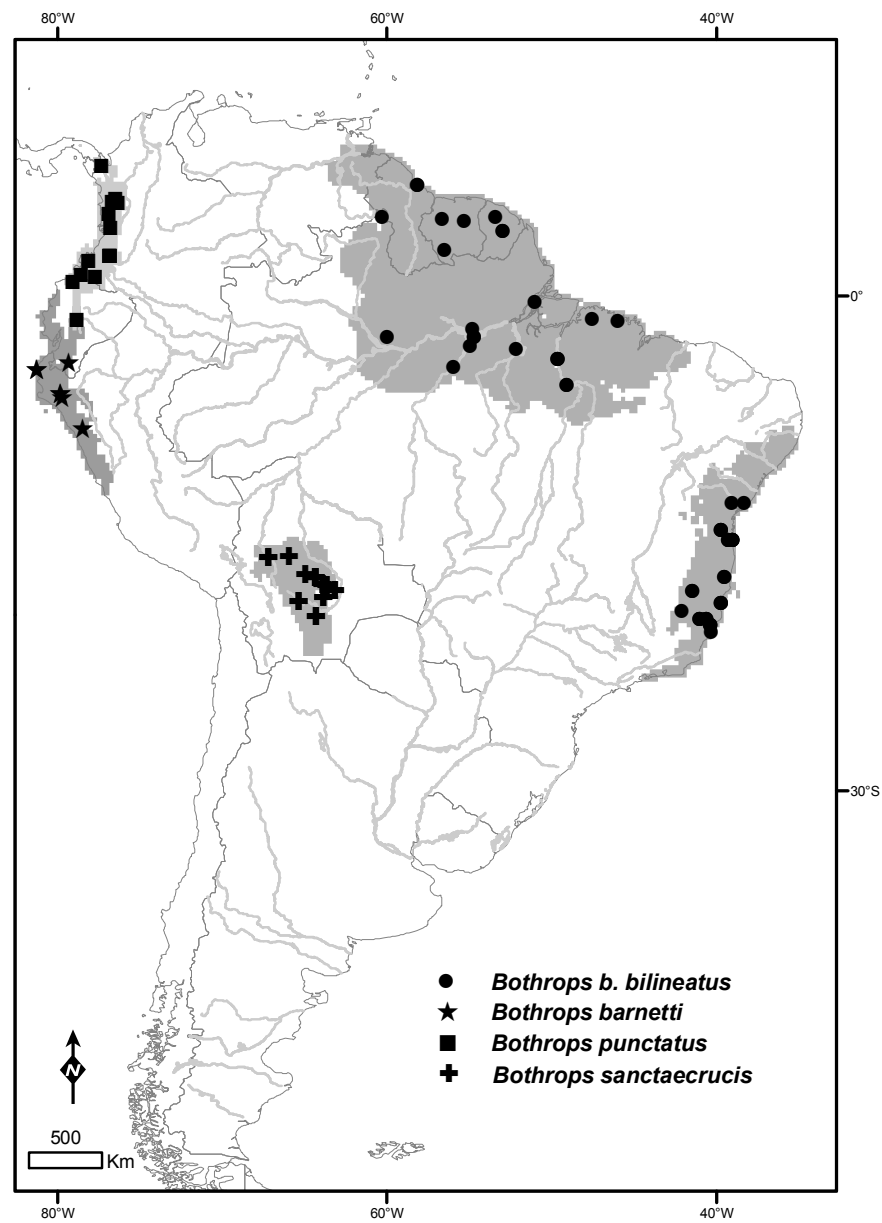 80°W 60°W 40°W
0°
30°S
Bothrops b. bilineatus
Bothrops barnetti
Bothrops punctatus
Bothrops sanctaecrucis
N
500
Km
80°W 60°W 40°W